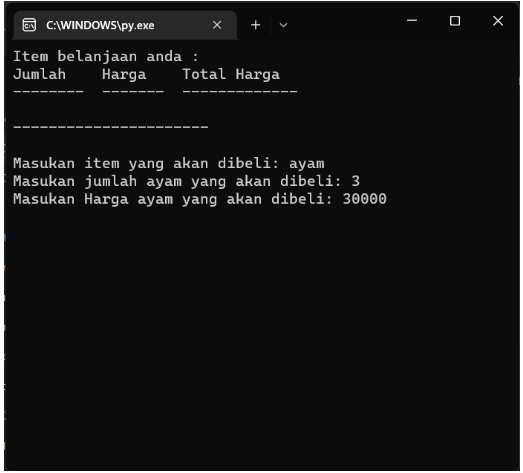 C:\WINDOWS\py.exe
Item belanjaan anda :
Jumlah    Harga    Total Harga
--------  -------  -------------
----------------------
Masukan item yang akan dibeli: ayam
Masukan jumlah ayam yang akan dibeli: 3
Masukan Harga ayam yang akan dibeli: 30000